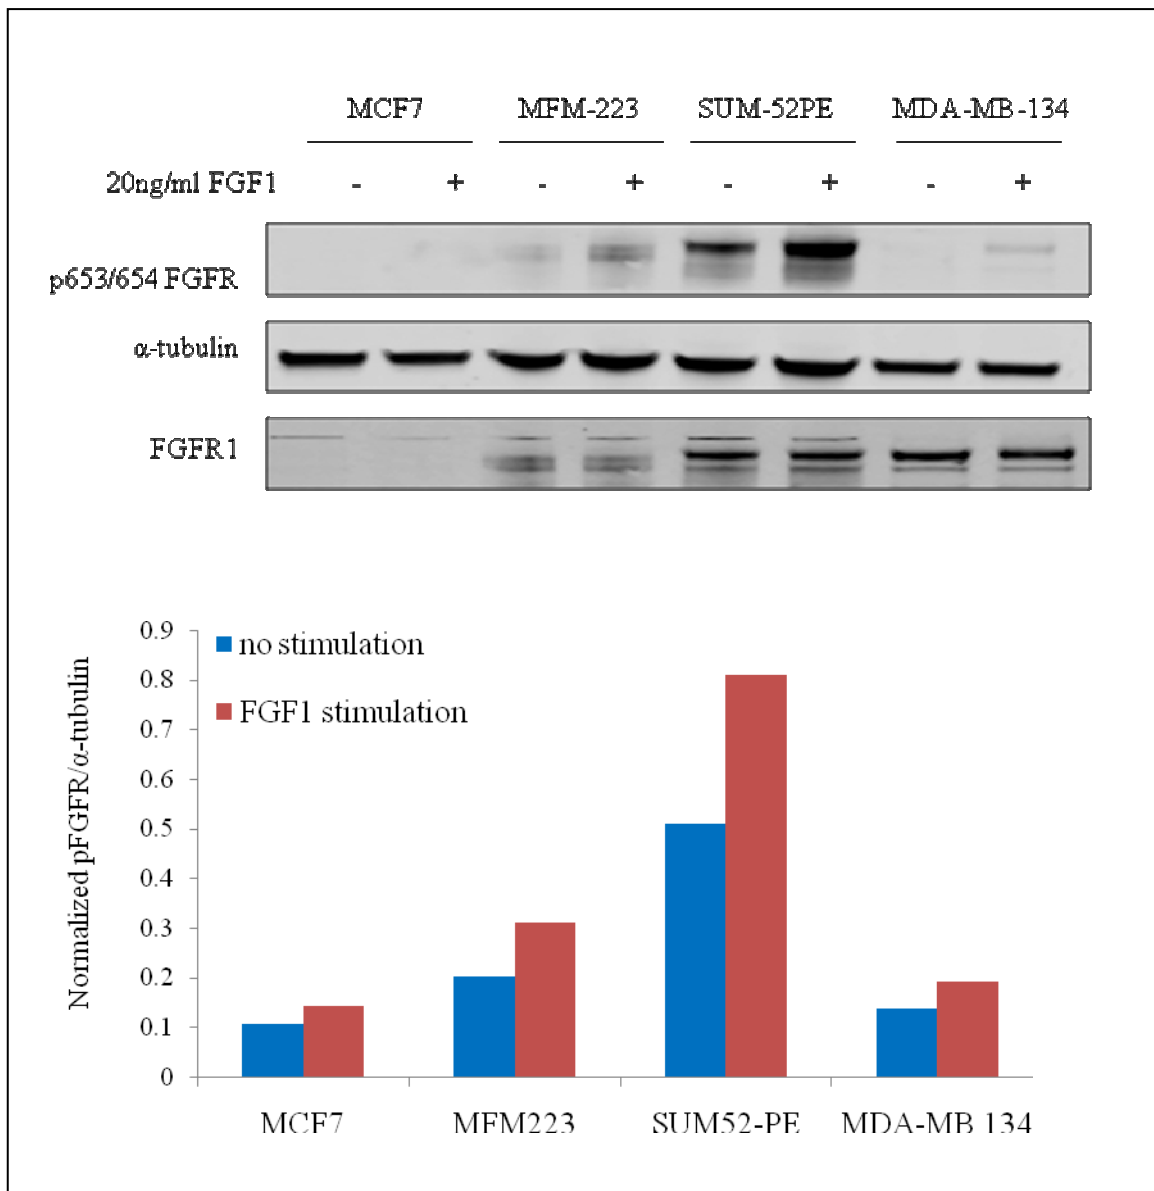 MCF7 MFM-223 SUM-52PE MDA-MB-134
20ng/ml FGF1 - + - + - + - +
p653/654 FGFR
α-tubulin
FGFR1
0.9
0.8
0.7
0.6
0.5
0.4
0.3
0.2
0.1
0
Normalized pFGFR/α-tubulin
no stimulation
FGF1 stimulation
MCF7 MFM223 SUM52-PE MDA-MB 134